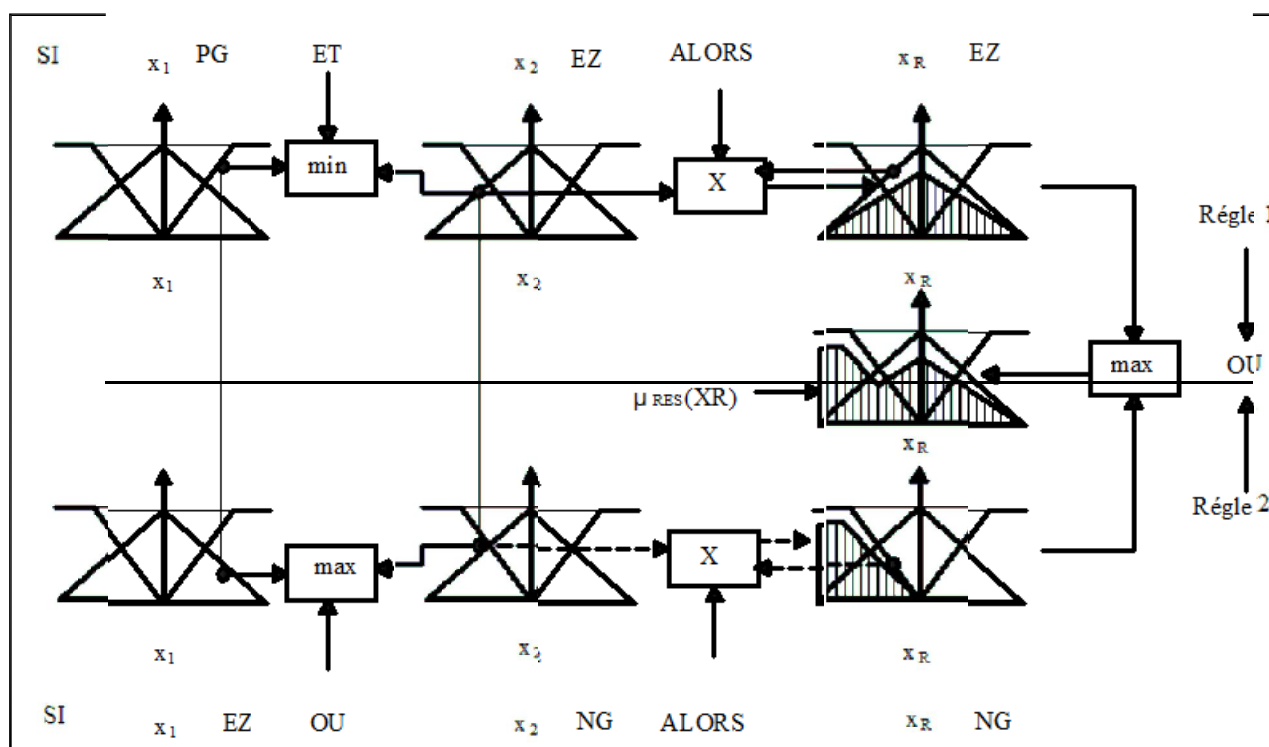 SI x1 PG ET x2 EZ ALORS xR EZ
min
X
Régle 1
x1 x2 xR
max
OU
μ RES(XR)
xR
Régle 2
max
X
x1 x2 xR
SI x1 EZ OU x2 NG ALORS xR NG